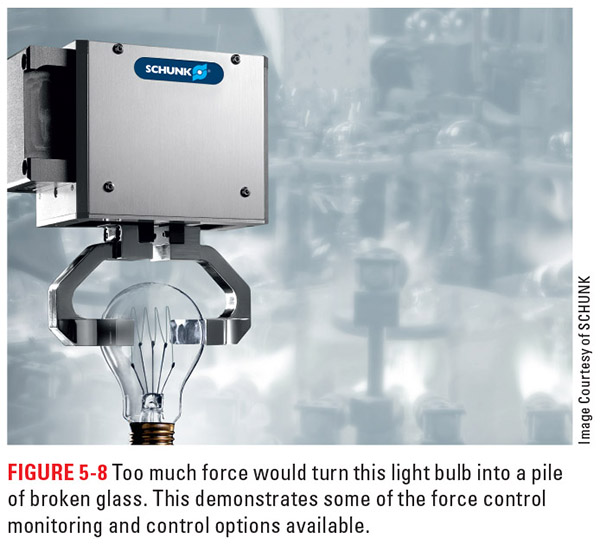 SCHUNK
Image Courtesy of SCHUNK
FIGURE 5-8 Too much force would turn this light bulb into a pile
of broken glass. This demonstrates some of the force control
monitoring and control options available.